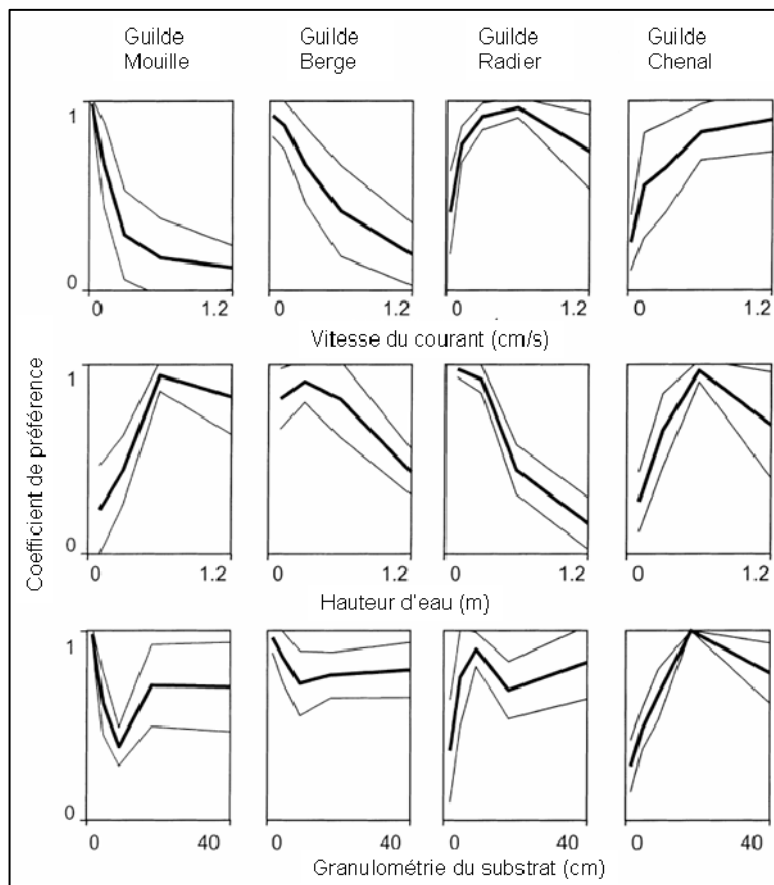 Guilde Guilde Guilde Guilde
Mouille Berge Radier Chenal
1
0
0 1.2 0 1.2 0 1.2 0 1.2
Vitesse du courant (cm/s)
Coefficient de préférence
1
0
0 1.2 0 1.2 0 1.2 0 1.2
Hauteur d'eau (m)
1
0
0 40 0 40 0 40 0 40
Granulométrie du substrat (cm)